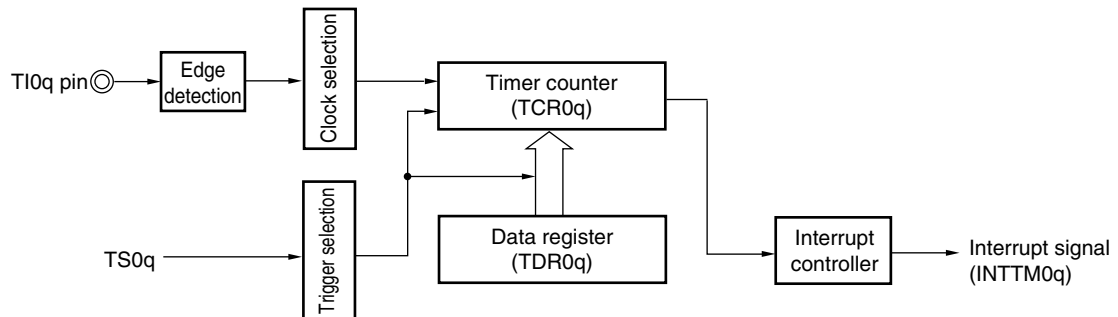 TI0q pin
Edge
detection
Clock selection
Timer counter
(TCR0q)
TS0q
Trigger selection
Data register
(TDR0q)
Interrupt
controller
Interrupt signal
(INTTM0q)